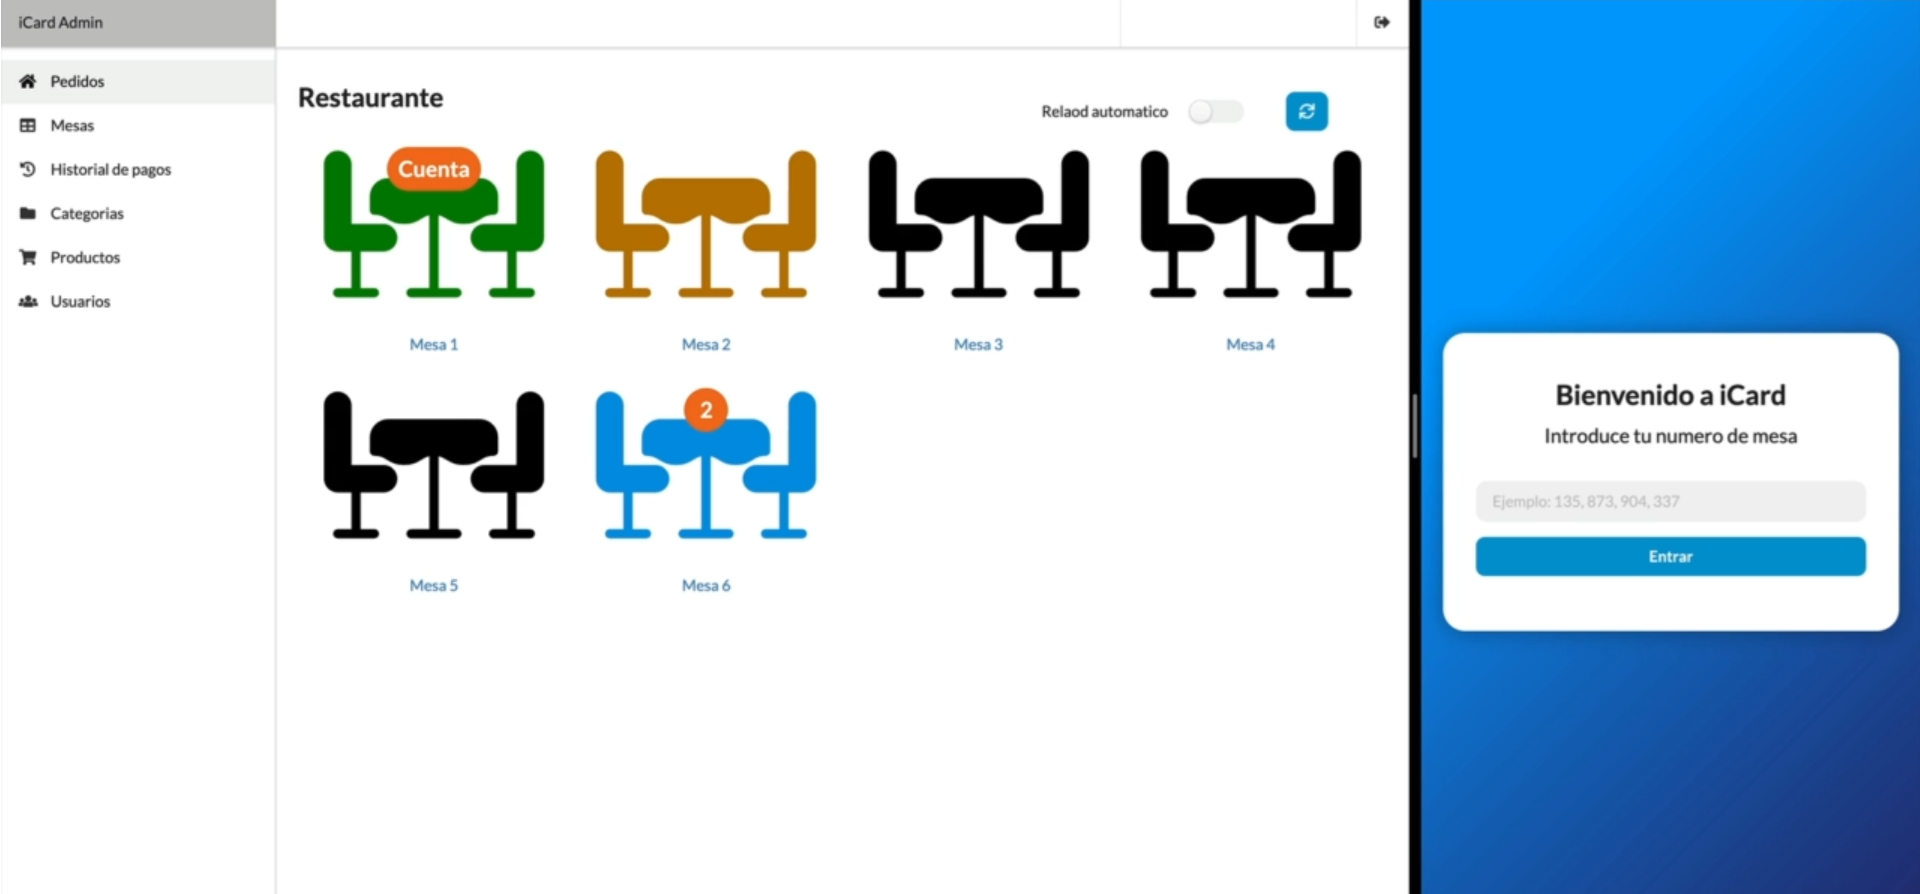 iCard Admin
Pedidos
Mesas
Historial de pagos
Categorias
Productos
Usuarios
Restaurante
Relaod automatico
Cuenta
Mesa 1
Mesa 2
Mesa 3
Mesa 4
2
Mesa 5
Mesa 6
Bienvenido a iCard
Introduce tu numero de mesa
Ejemplo: 135, 873, 904, 337
Entrar